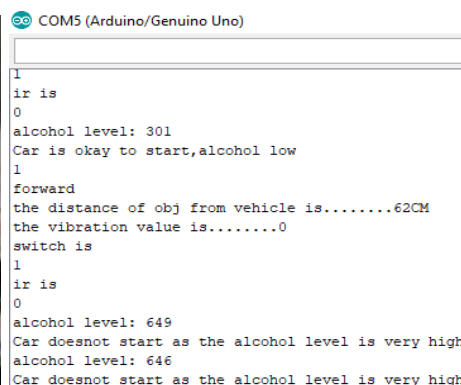 COM5 (Arduino/Genuino Uno)
1
ir is
0
alcohol level: 301
Car is okay to start,alcohol low
1
forward
the distance of obj from vehicle is........62CM
the vibration value is........0
switch is
1
ir is
0
alcohol level: 649
Car doesnot start as the alcohol level is very high
alcohol level: 646
Car doesnot start as the alcohol level is very high